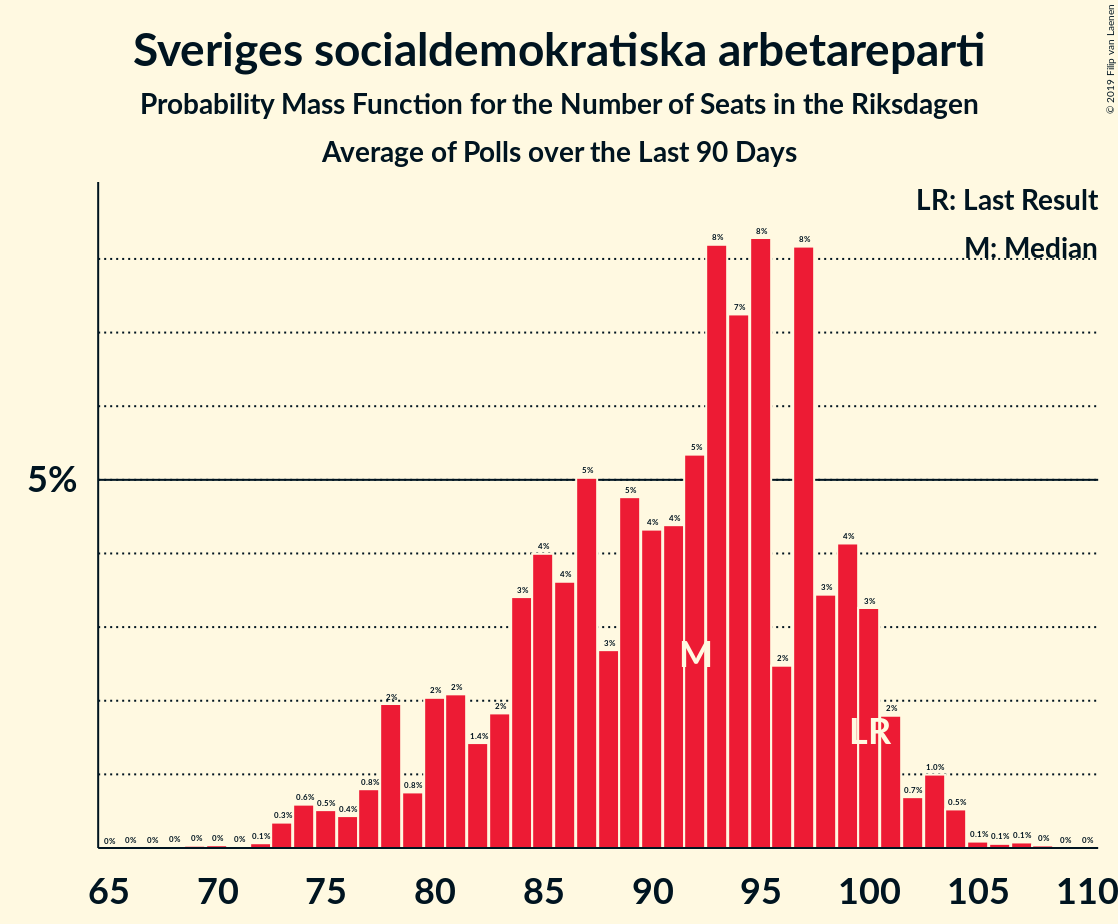 Sveriges socialdemokratiska arbetareparti
Probability Mass Function for the Number of Seats in the Riksdagen
Average of Polls over the Last 90 Days
© 2019 Filip van Laenen
LR: Last Result
M: Median
5%
0% 0% 0% 0% 0% 0% 0% 0.1% 0.3% 0.6% 0.5% 0.4% 0.8% 2% 0.8% 2% 2% 1.4% 2% 3% 4% 4% 5% 3% 5% 4% 4% 5% 8% 7% 8% 2% 8% 3% 4% 3% 2% 0.7% 1.0% 0.5% 0.1% 0.1% 0.1% 0% 0% 0%
M
LR
65 70 75 80 85 90 95 100 105 110